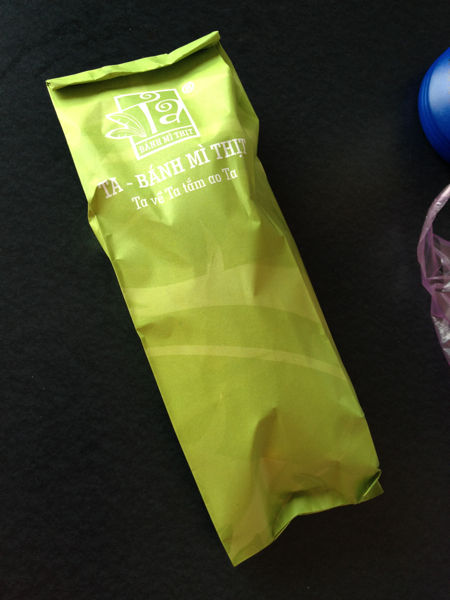 Ta ®
BÁNH MÌ THỊT
TA - BÁNH MÌ THỊT
Ta về Ta tắm ao Ta